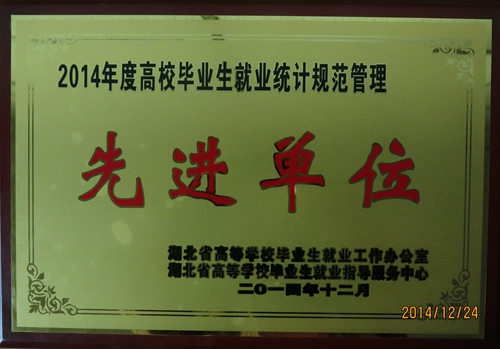 2014年度高校毕业生就业统计规范管理
先进单位
湖北省高等学校毕业生就业工作办公室
湖北省高等学校毕业生就业指导服务中心
二〇一四年十二月
2014/12/24